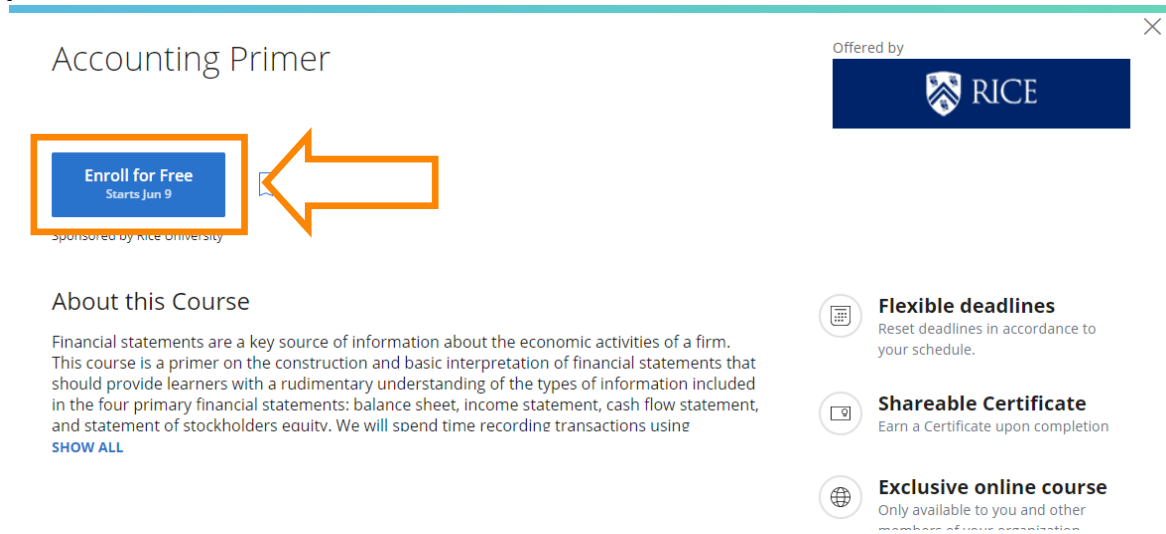 Accounting Primer
Offered by
RICE
Enroll for Free
Starts Jun 9
Sponsored by Rice University
About this Course
Financial statements are a key source of information about the economic activities of a firm.
This course is a primer on the construction and basic interpretation of financial statements that
should provide learners with a rudimentary understanding of the types of information included
in the four primary financial statements: balance sheet, income statement, cash flow statement,
and statement of stockholders equity. We will spend time recording transactions using
SHOW ALL
Flexible deadlines
Reset deadlines in accordance to
your schedule.
Shareable Certificate
Earn a Certificate upon completion
Exclusive online course
Only available to you and other
members of your organization